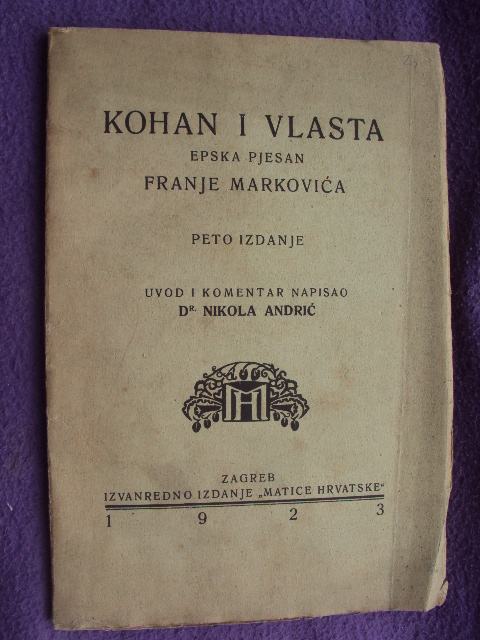 KOHAN I VLASTA
EPSKA PJESAN
FRANJE MARKOVIĆA
PETO IZDANJE
UVOD I KOMENTAR NAPISAO
DR. NIKOLA ANDRIĆ
MH
ZAGREB
IZVANREDNO IZDANJE „MATICE HRVATSKE“
1 9 2 3